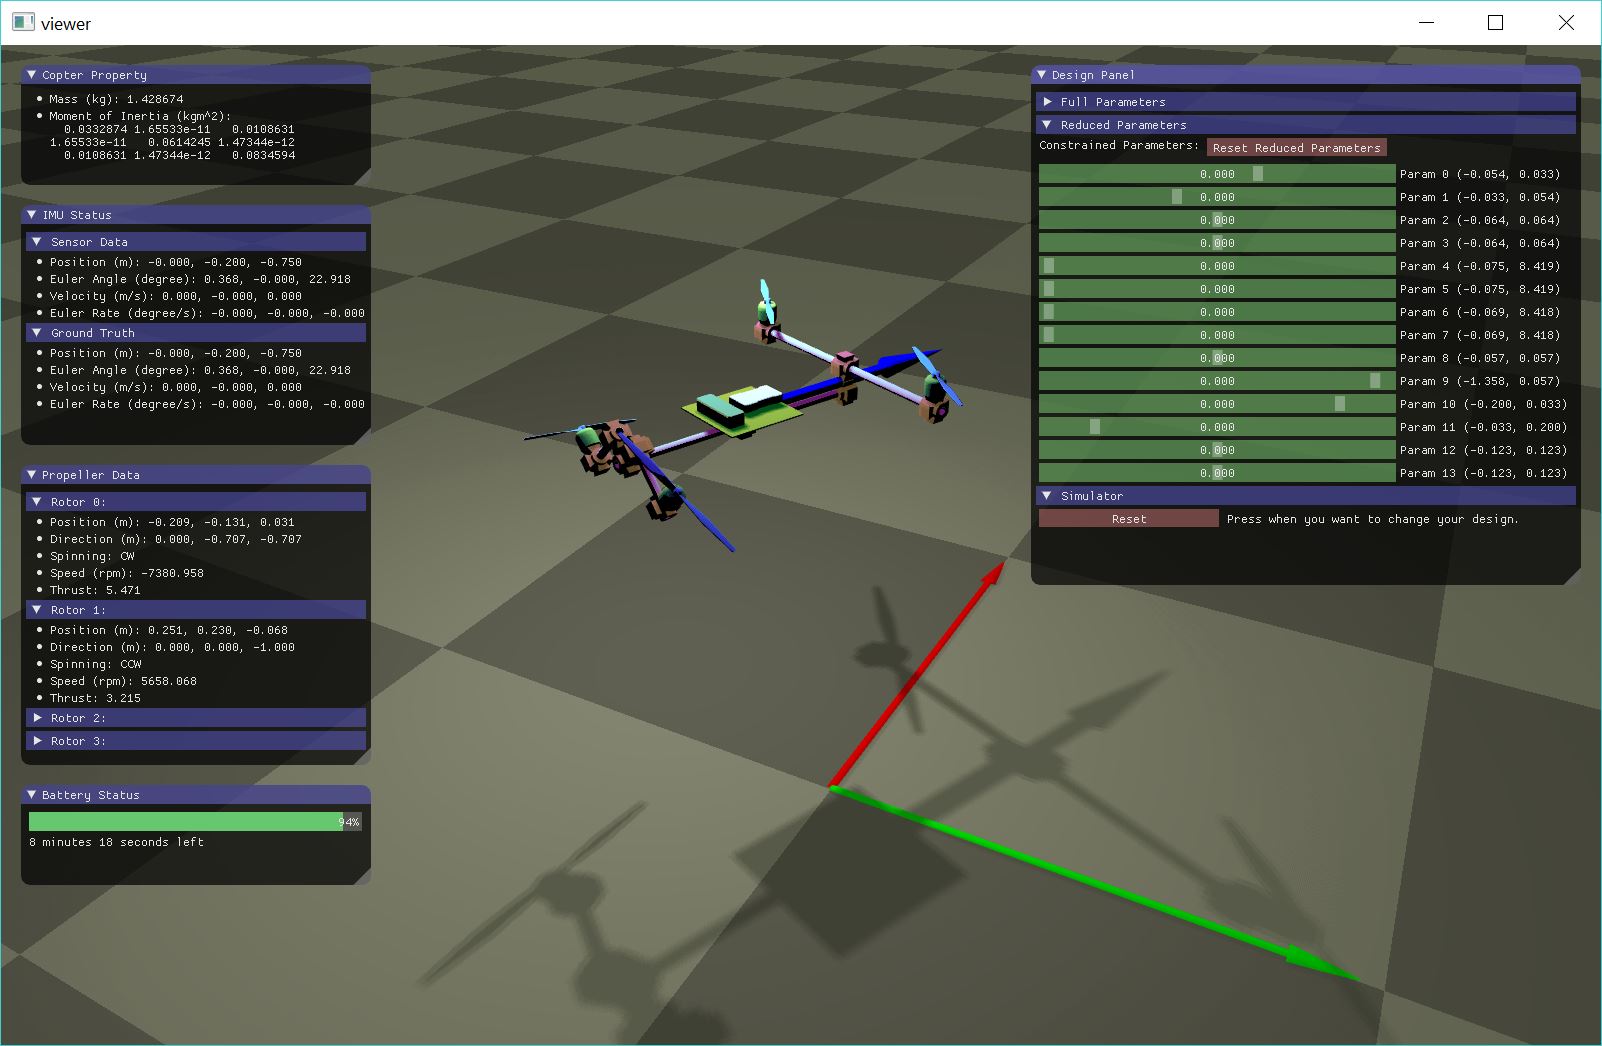 viewer
Copter Property
Mass (kg): 1.428674
Moment of Inertia (kgm^2):
0.0332874 1.65533e-11 0.0108631
1.65533e-11 0.0614245 1.47344e-12
0.0108631 1.47344e-12 0.0834594
IMU Status
Sensor Data
Position (m): -0.000, -0.200, -0.750
Euler Angle (degree): 0.368, -0.000, 22.918
Velocity (m/s): 0.000, -0.000, 0.000
Euler Rate (degree/s): -0.000, -0.000, -0.000
Ground Truth
Position (m): -0.000, -0.200, -0.750
Euler Angle (degree): 0.368, -0.000, 22.918
Velocity (m/s): 0.000, -0.000, 0.000
Euler Rate (degree/s): -0.000, -0.000, -0.000
Propeller Data
Rotor 0:
Position (m): -0.209, -0.131, 0.031
Direction (m): 0.000, -0.707, -0.707
Spinning: CW
Speed (rpm): -7380.958
Thrust: 5.471
Rotor 1:
Position (m): 0.251, 0.230, -0.068
Direction (m): 0.000, 0.000, -1.000
Spinning: CCW
Speed (rpm): 5658.068
Thrust: 3.215
Rotor 2:
Rotor 3:
Battery Status
94%
8 minutes 18 seconds left
Design Panel
Full Parameters
Reduced Parameters
Constrained Parameters: Reset Reduced Parameters
0.000 Param 0 (-0.054, 0.033)
0.000 Param 1 (-0.033, 0.054)
0.000 Param 2 (-0.064, 0.064)
0.000 Param 3 (-0.064, 0.064)
0.000 Param 4 (-0.075, 8.419)
0.000 Param 5 (-0.075, 8.419)
0.000 Param 6 (-0.069, 8.418)
0.000 Param 7 (-0.069, 8.418)
0.000 Param 8 (-0.057, 0.057)
0.000 Param 9 (-1.358, 0.057)
0.000 Param 10 (-0.200, 0.033)
0.000 Param 11 (-0.033, 0.200)
0.000 Param 12 (-0.123, 0.123)
0.000 Param 13 (-0.123, 0.123)
Simulator
Reset Press when you want to change your design.